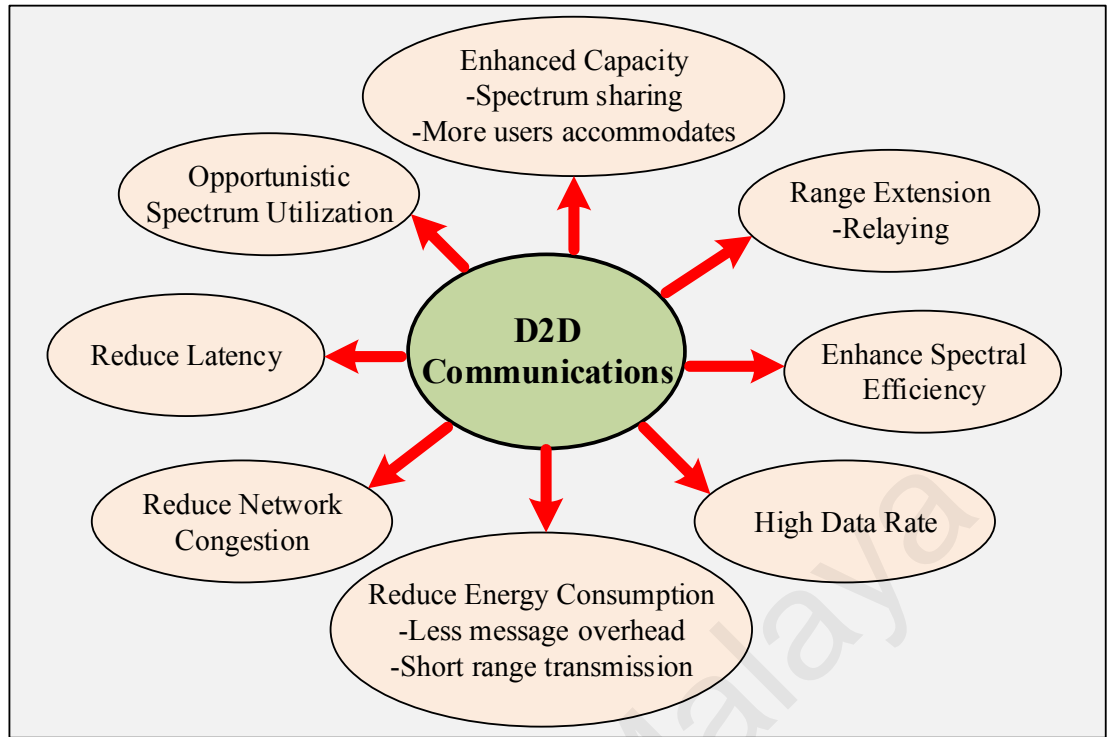 Enhanced Capacity
-Spectrum sharing
-More users accommodates
Opportunistic
Spectrum Utilization
Range Extension
-Relaying
D2D
Communications
Reduce Latency
Enhance Spectral
Efficiency
Reduce Network
Congestion
High Data Rate
Reduce Energy Consumption
-Less message overhead
-Short range transmission
Malaya